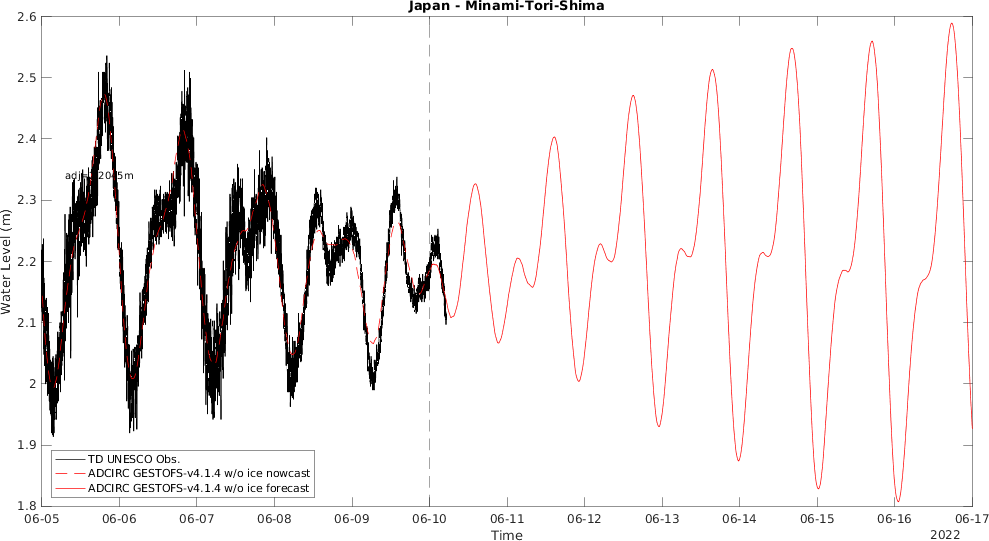 Japan - Minami-Tori-Shima
2.6
2.5
2.4
2.3
2.2
2.1
2
1.9
1.8
Water Level (m)
TD UNESCO Obs.
ADCIRC GESTOFS-v4.1.4 w/o ice nowcast
ADCIRC GESTOFS-v4.1.4 w/o ice forecast
06-05 06-06 06-07 06-08 06-09 06-10 06-11 06-12 06-13 06-14 06-15 06-16 06-17
Time
2022